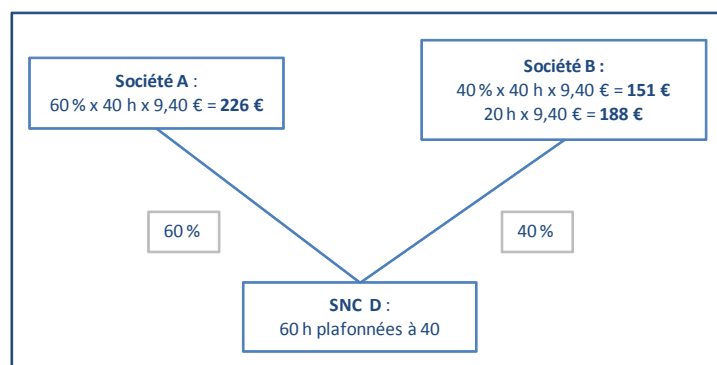 Société A :
60 % x 40 h x 9,40 € = 226 €
Société B :
40 % x 40 h x 9,40 € = 151 €
20 h x 9,40 € = 188 €
60 %
40 %
SNC D :
60 h plafonnées à 40